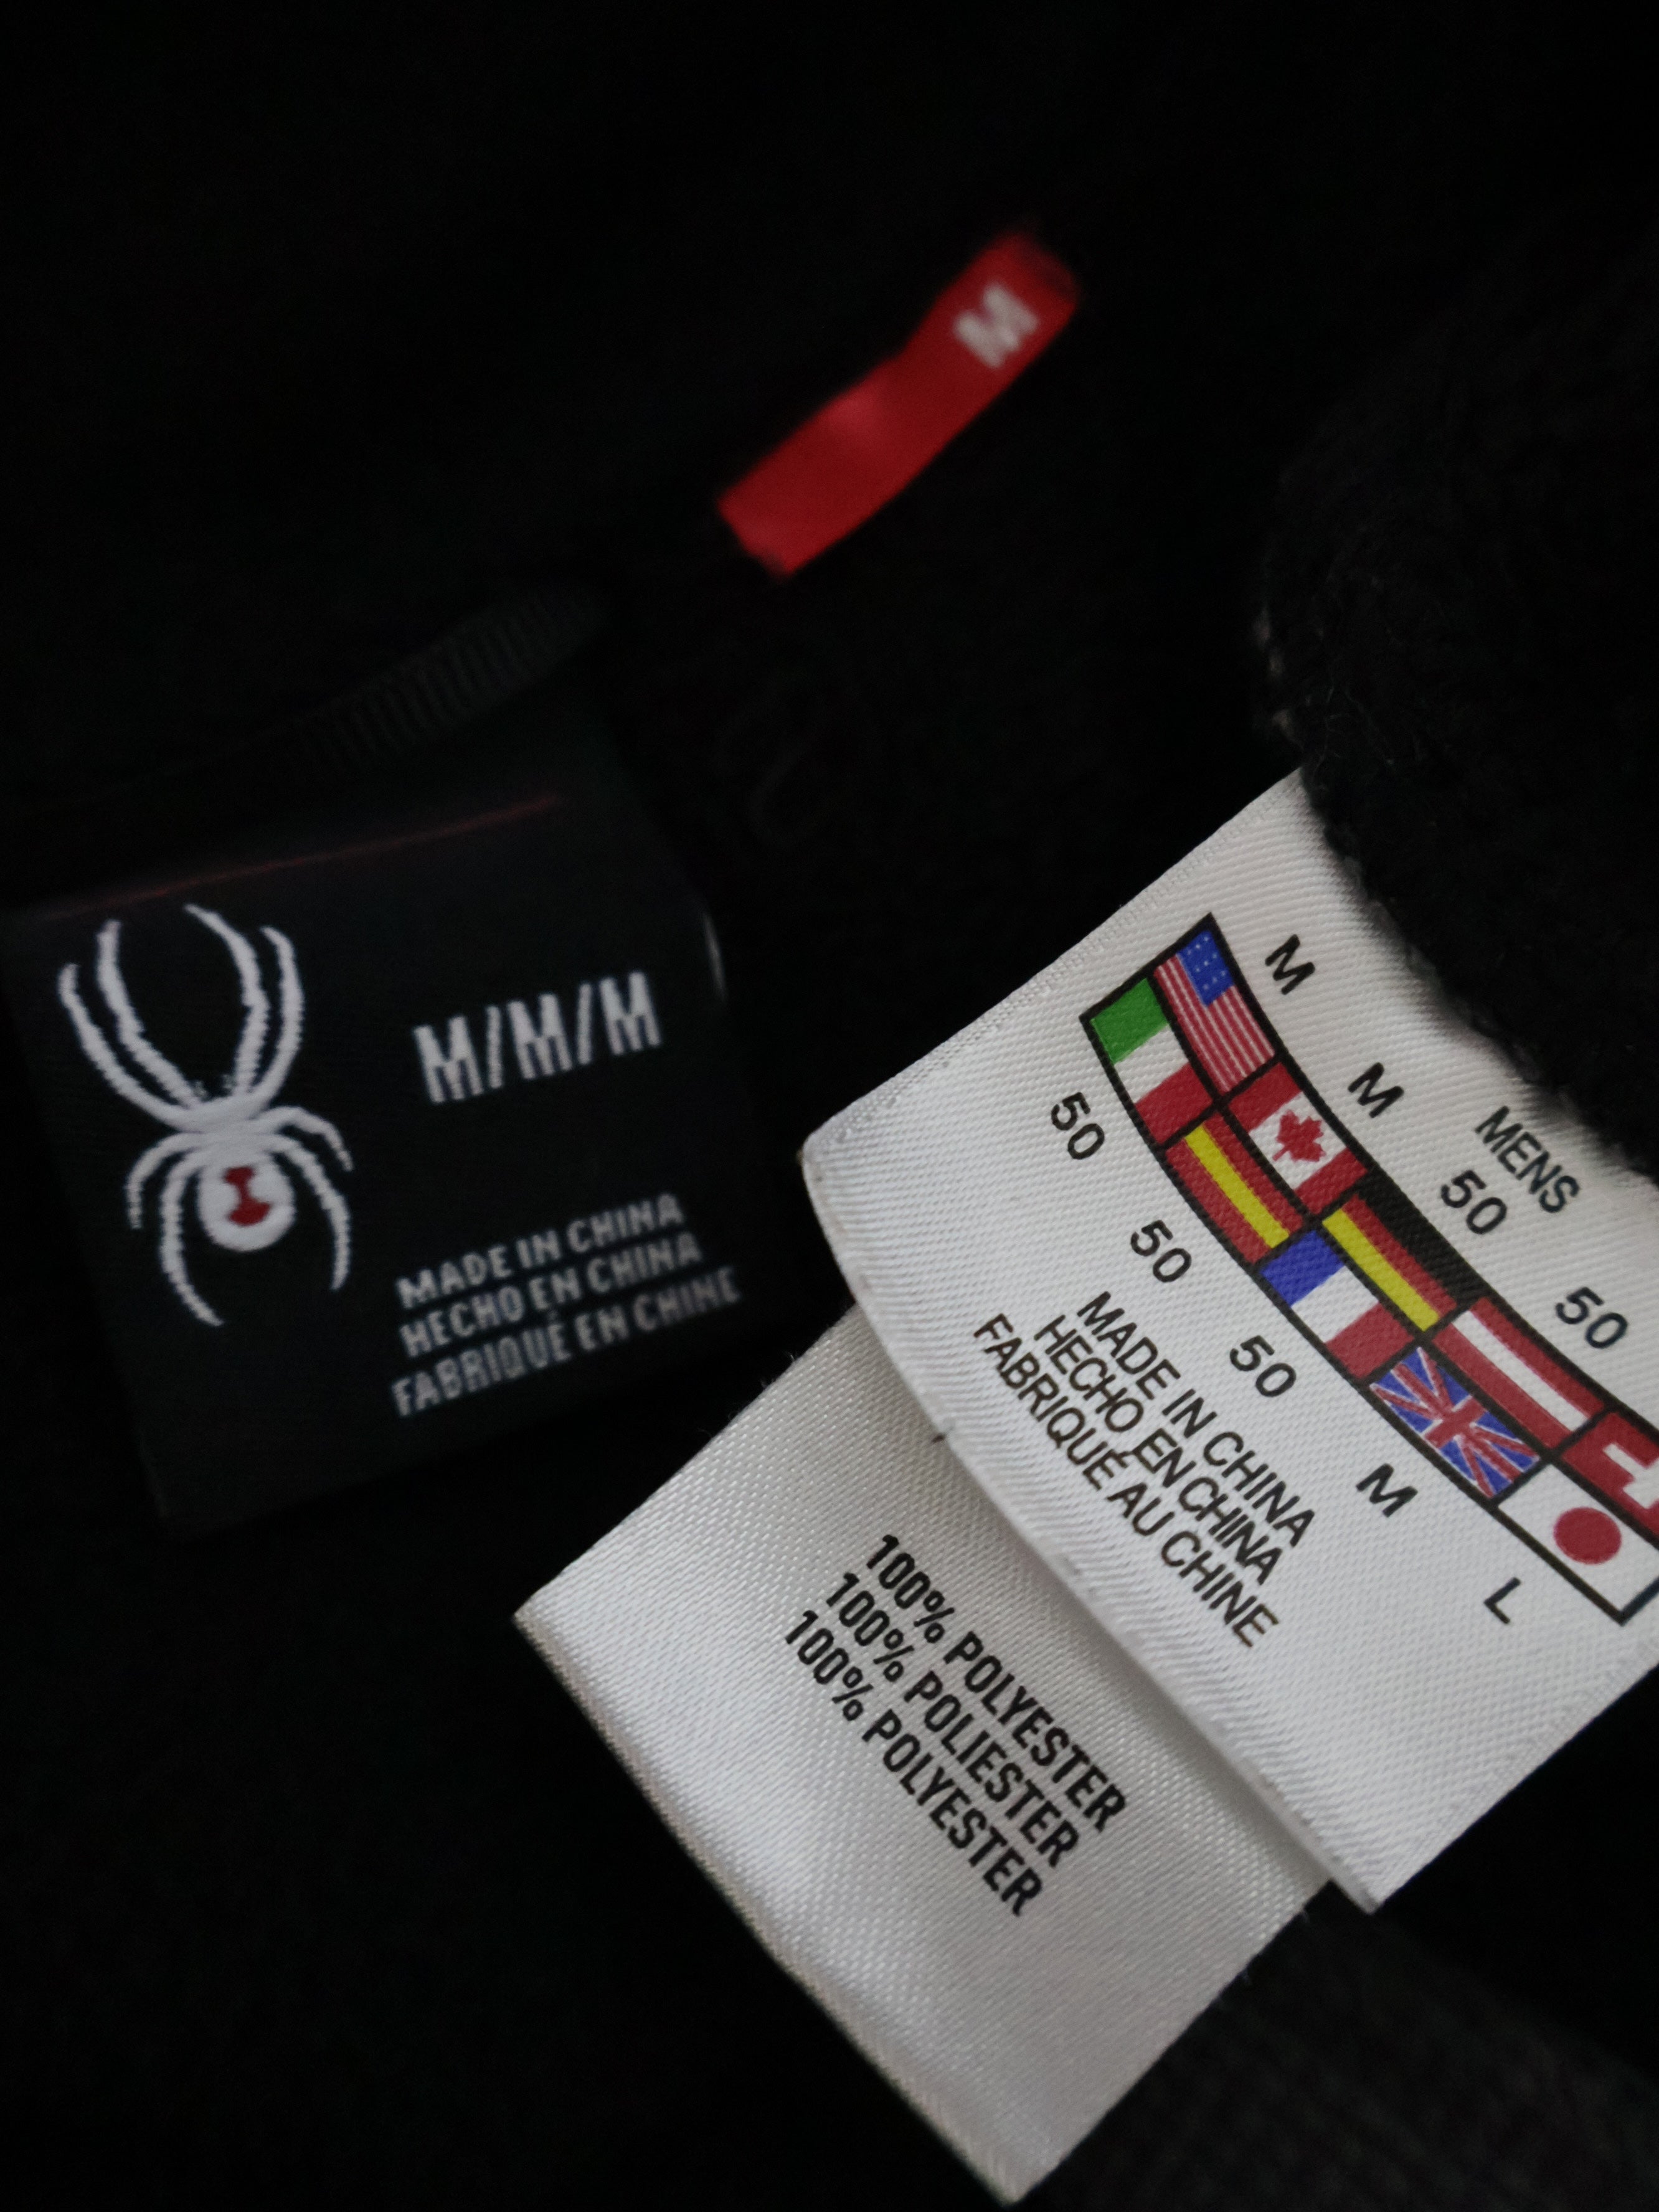 M
M/M/M
MADE IN CHINA
HECHO EN CHINA
FABRIQUÉ EN CHINE
MENS
M
M
50
50
50
50
50
M
L
MADE IN CHINA
HECHO EN CHINA
FABRIQUÉ AU CHINE
100% POLYESTER
100% POLIESTER
100% POLYESTER